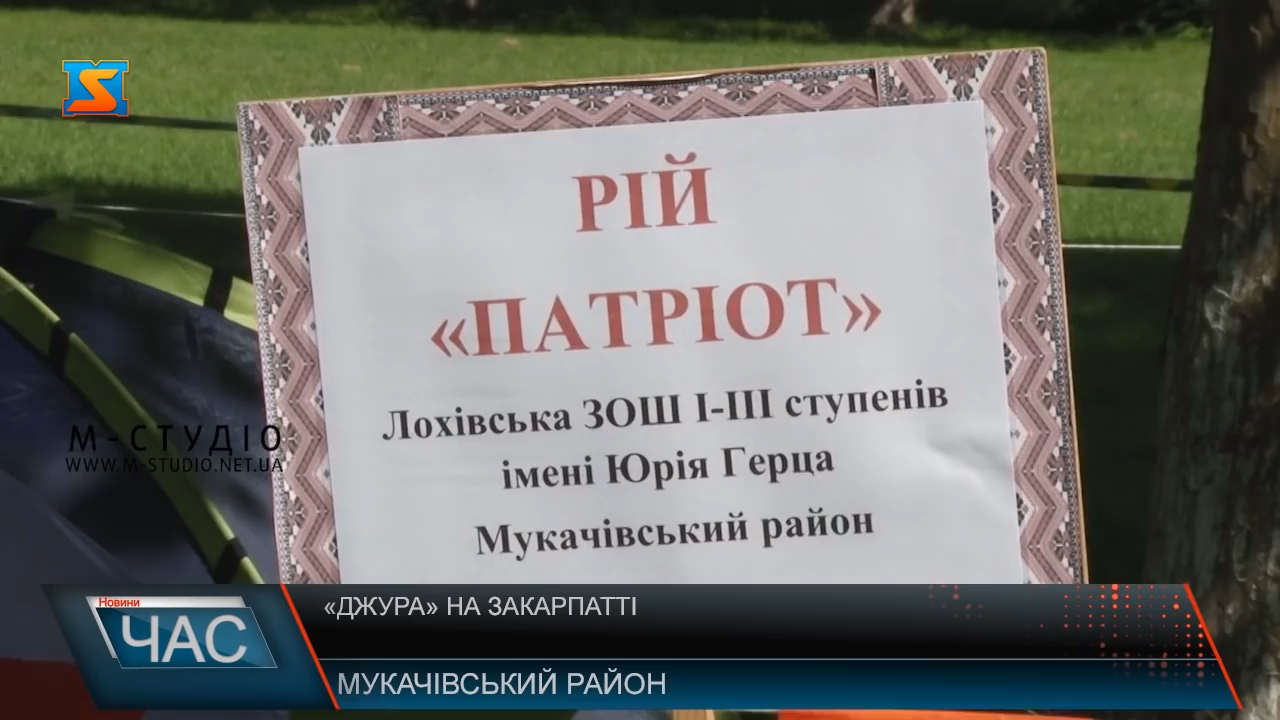 РІЙ
«ПАТРІОТ»
Лохівська ЗОШ І-ІІІ ступенів
імені Юрія Герца
Мукачівський район
М-СТУДІО
WWW.M-STUDIO.NET.UA
Новини
ЧАС
«ДЖУРА» НА ЗАКАРПАТТІ
МУКАЧІВСЬКИЙ РАЙОН